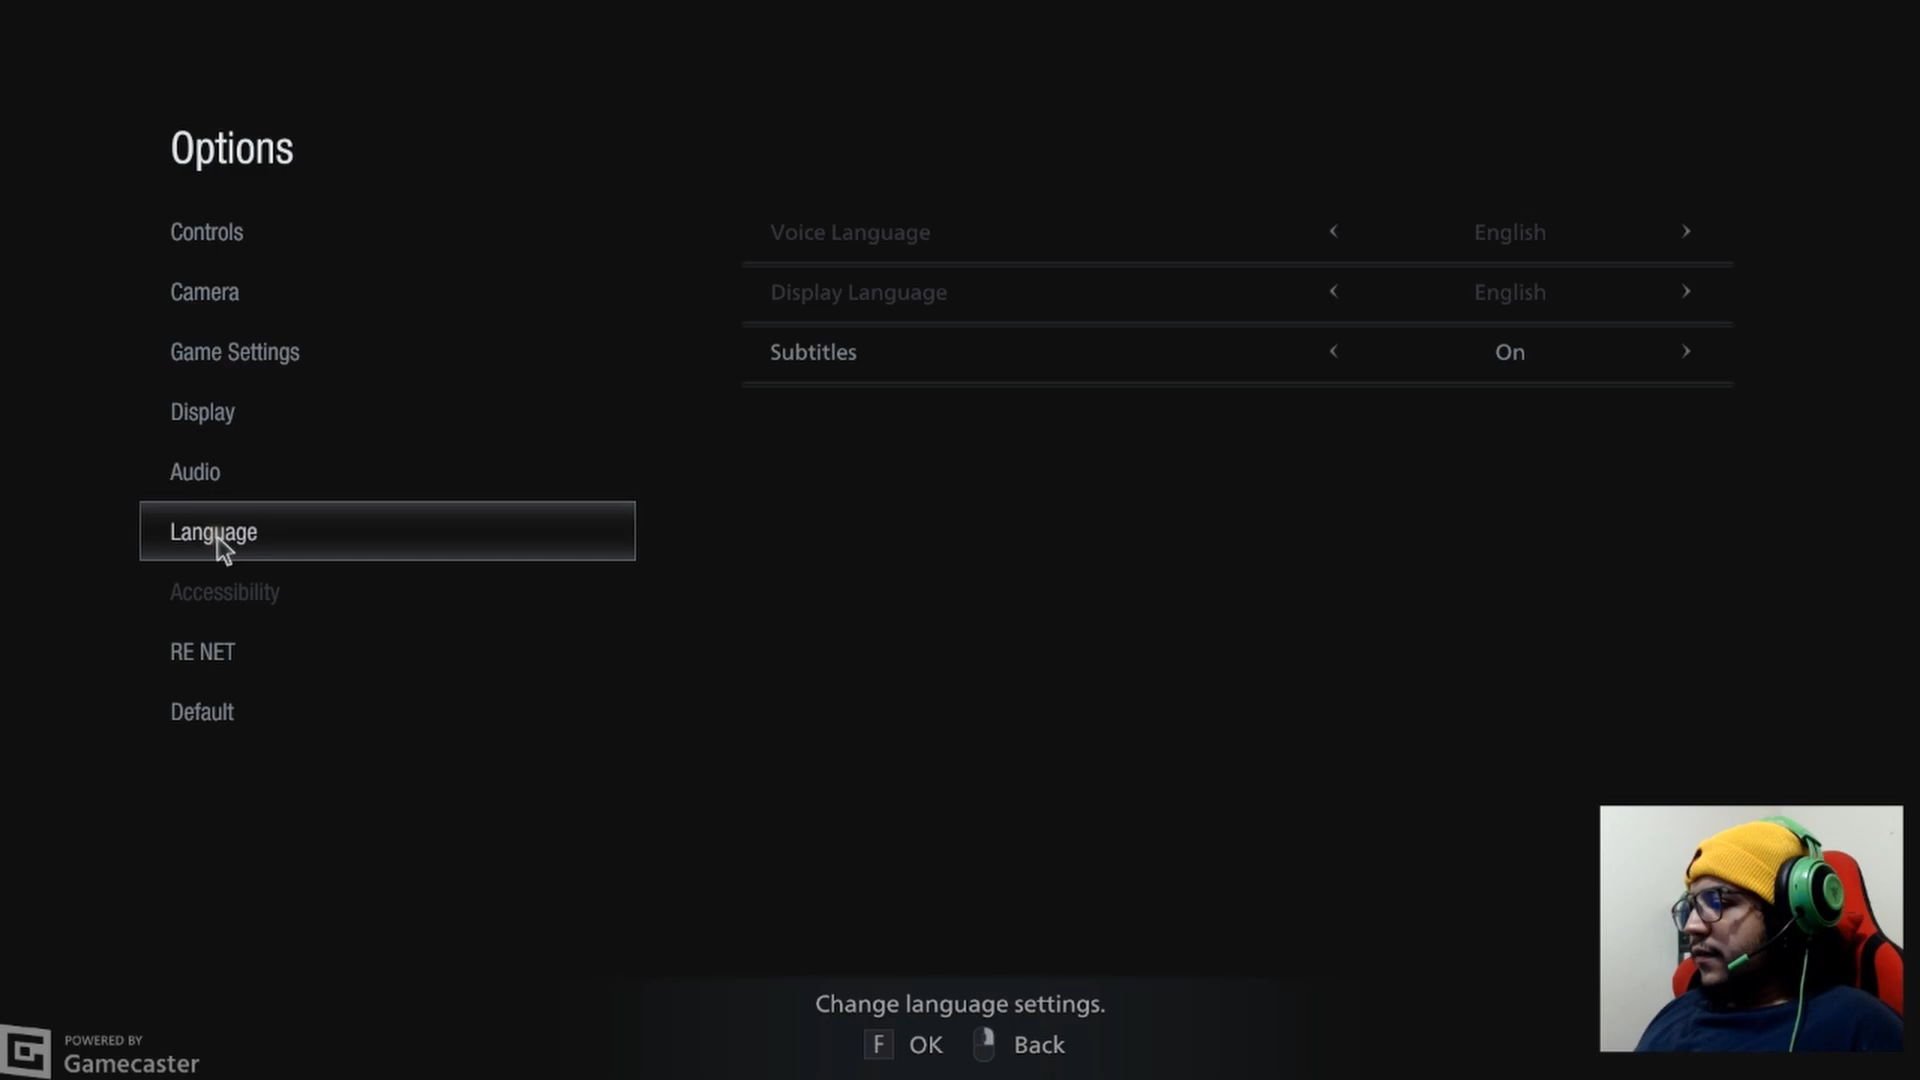 Options
Controls
Camera
Game Settings
Display
Audio
Language
Accessibility
RE NET
Default
Voice Language English
Display Language English
Subtitles On
Change language settings.
F OK Back
POWERED BY
Gamecaster